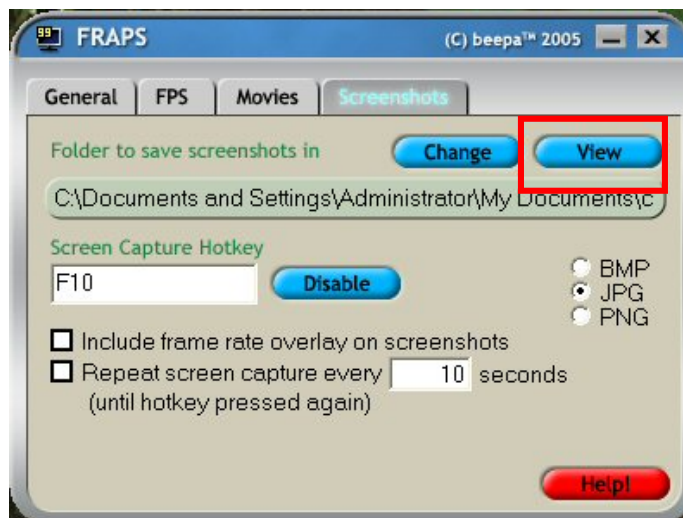 99 FRAPS (C) beepa™ 2005
General FPS Movies Screenshots
Folder to save screenshots in Change View
C:\Documents and Settings\Administrator\My Documents\c
Screen Capture Hotkey
F10 Disable
BMP
JPG
PNG
Include frame rate overlay on screenshots
Repeat screen capture every 10 seconds
(until hotkey pressed again)
Help!